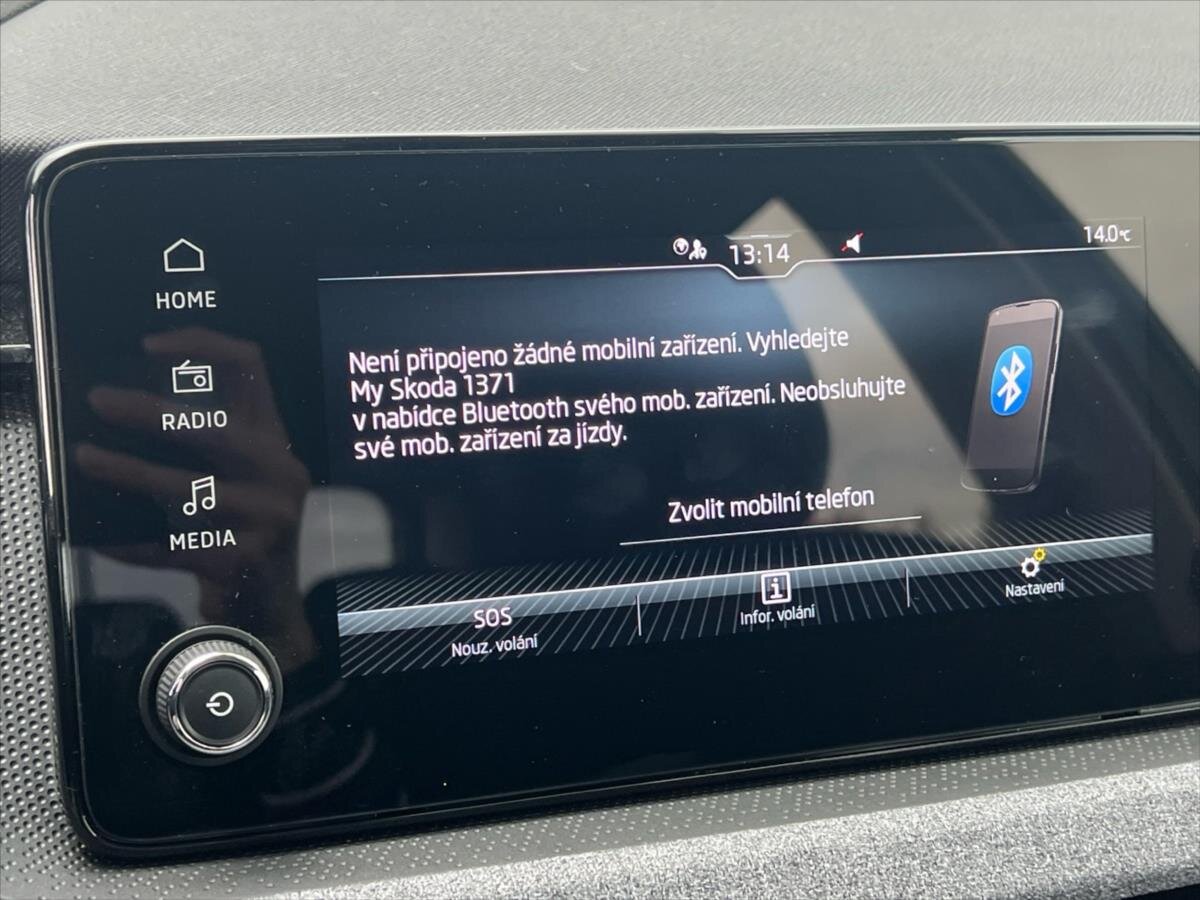 13:14
14.0°C
HOME
RADIO
MEDIA
Není připojeno žádné mobilní zařízení. Vyhledejte
My Skoda 1371
v nabídce Bluetooth svého mob. zařízení. Neobsluhujte
své mob. zařízení za jízdy.
Zvolit mobilní telefon
SOS
Nouz. volání
Infor. volání
Nastavení